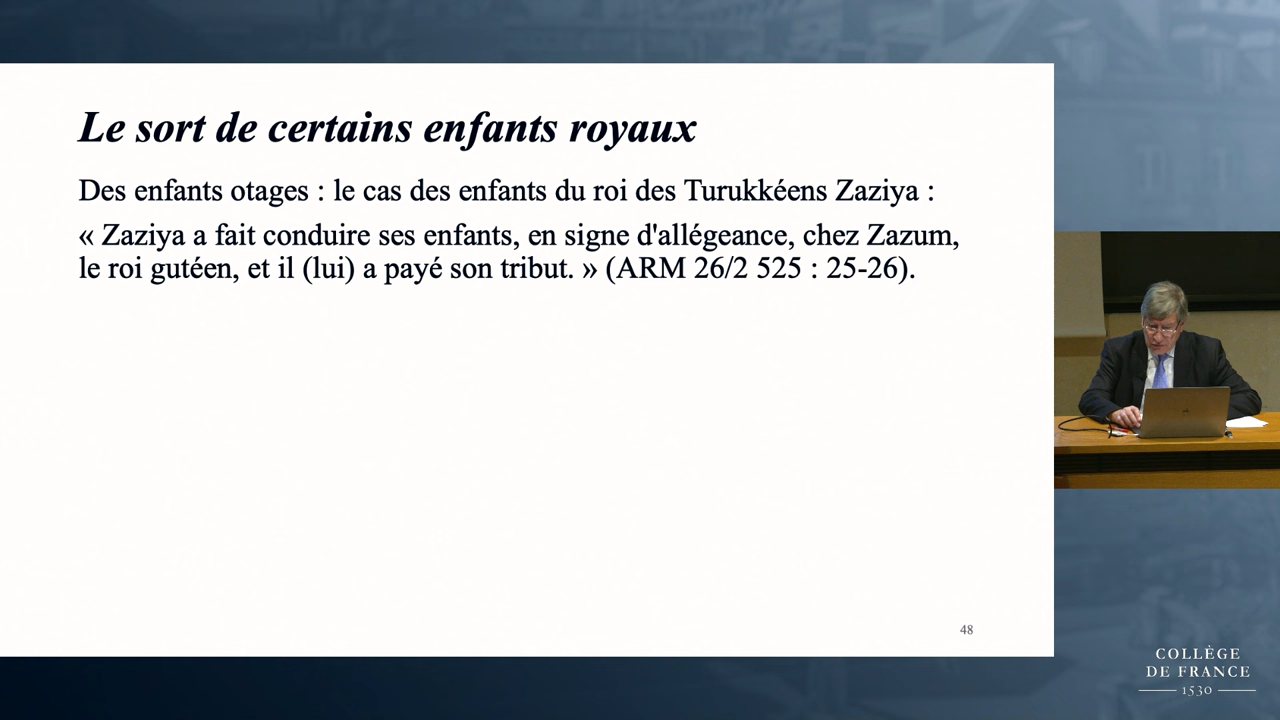 Le sort de certains enfants royaux
Des enfants otages : le cas des enfants du roi des Turukkéens Zaziya :
« Zaziya a fait conduire ses enfants, en signe d'allégeance, chez Zazum,
le roi gutéen, et il (lui) a payé son tribut. » (ARM 26/2 525 : 25-26).
48
COLLÈGE
DE FRANCE
1530